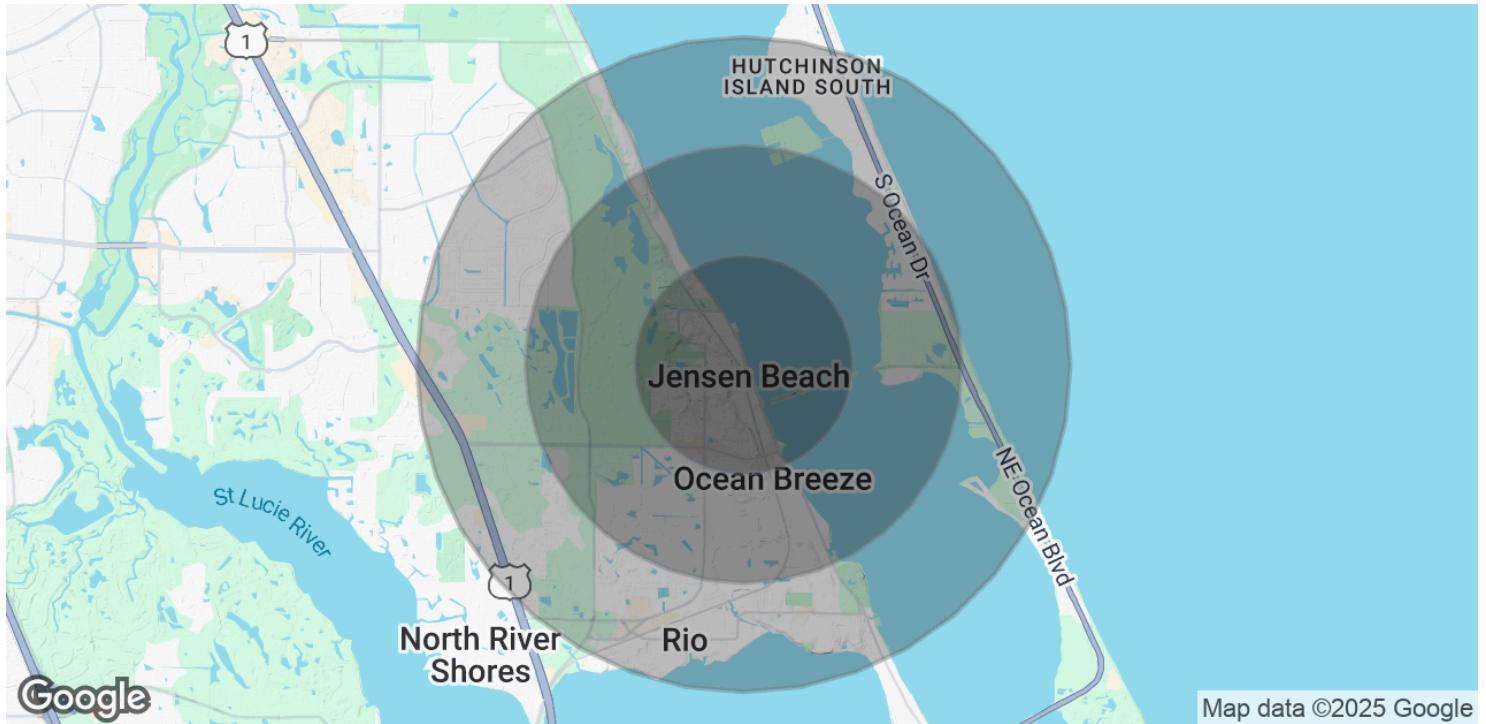 1
HUTCHINSON
ISLAND SOUTH
S Ocean Dr
Jensen Beach
Ocean Breeze
NE Ocean Blvd
St Lucie River
1
North River
Shores
Rio
Google
Map data ©2025 Google